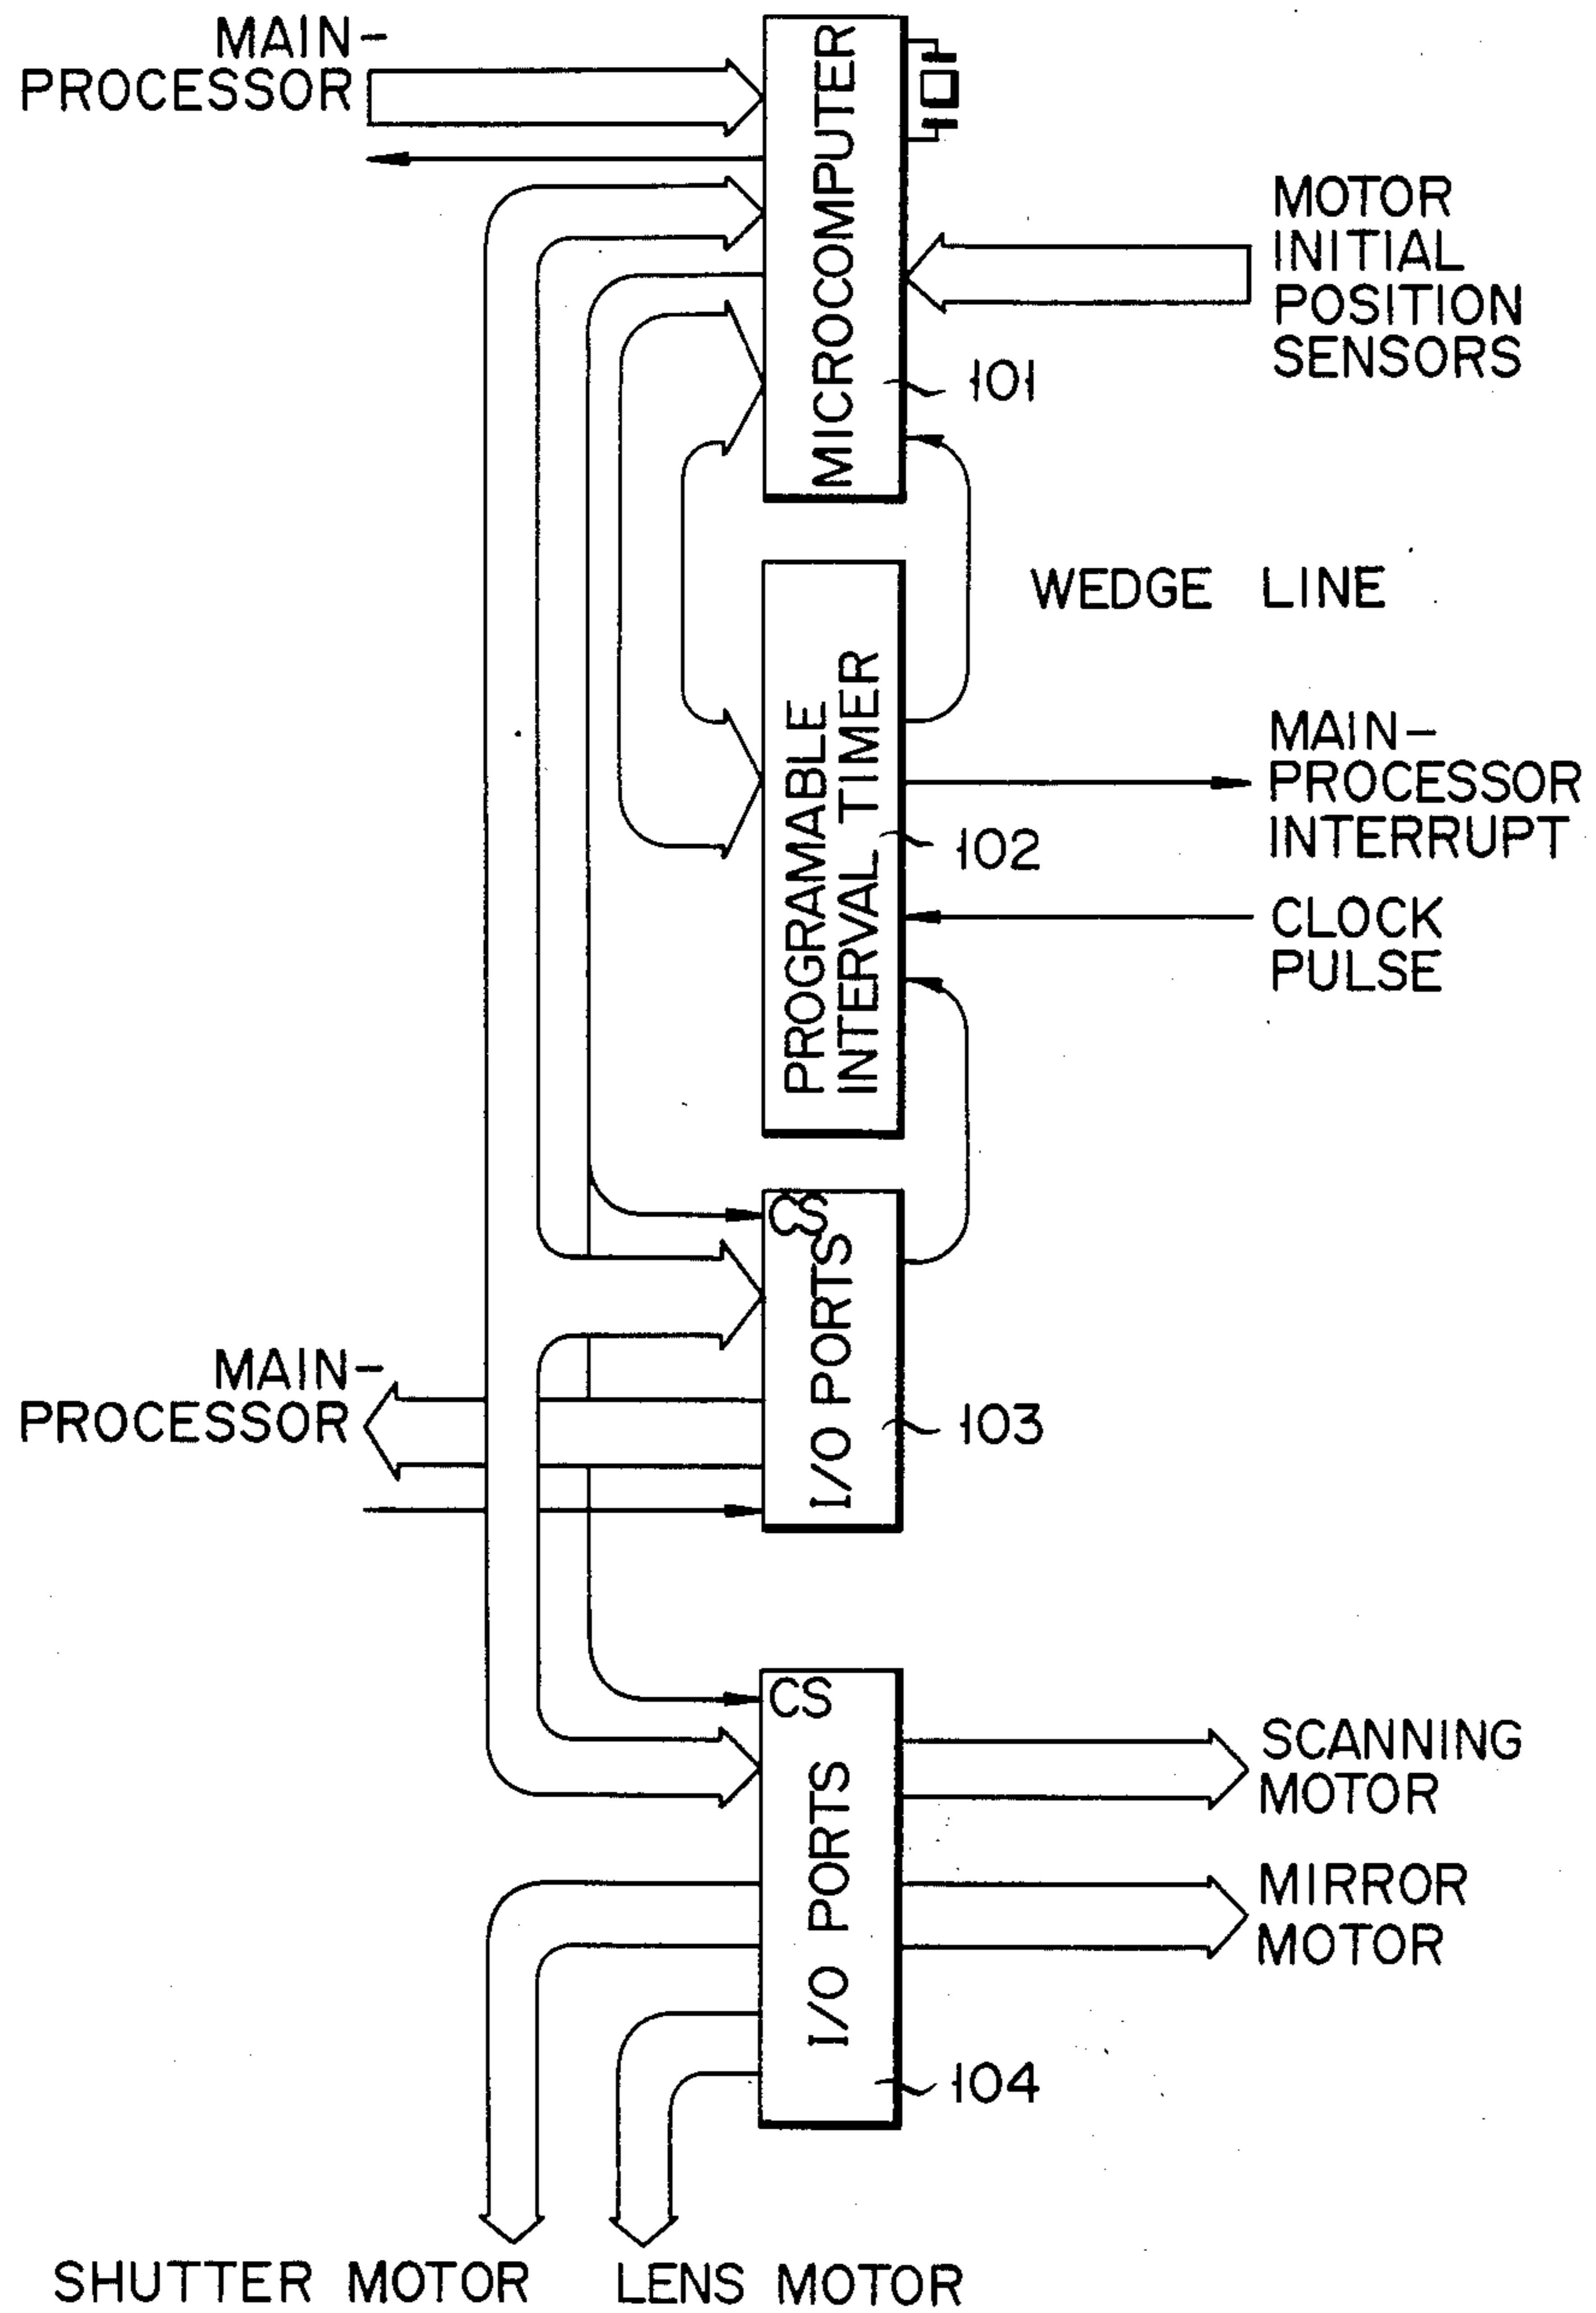 MAIN-
PROCESSOR
MICROCOMPUTER
MOTOR
INITIAL
POSITION
SENSORS
101
WEDGE LINE
PROGRAMABLE
INTERVAL TIMER
MAIN-
PROCESSOR
INTERRUPT
102
CLOCK
PULSE
CS
I/O PORTS
MAIN-
PROCESSOR
103
CS
I/O PORTS
SCANNING
MOTOR
MIRROR
MOTOR
104
SHUTTER MOTOR
LENS MOTOR